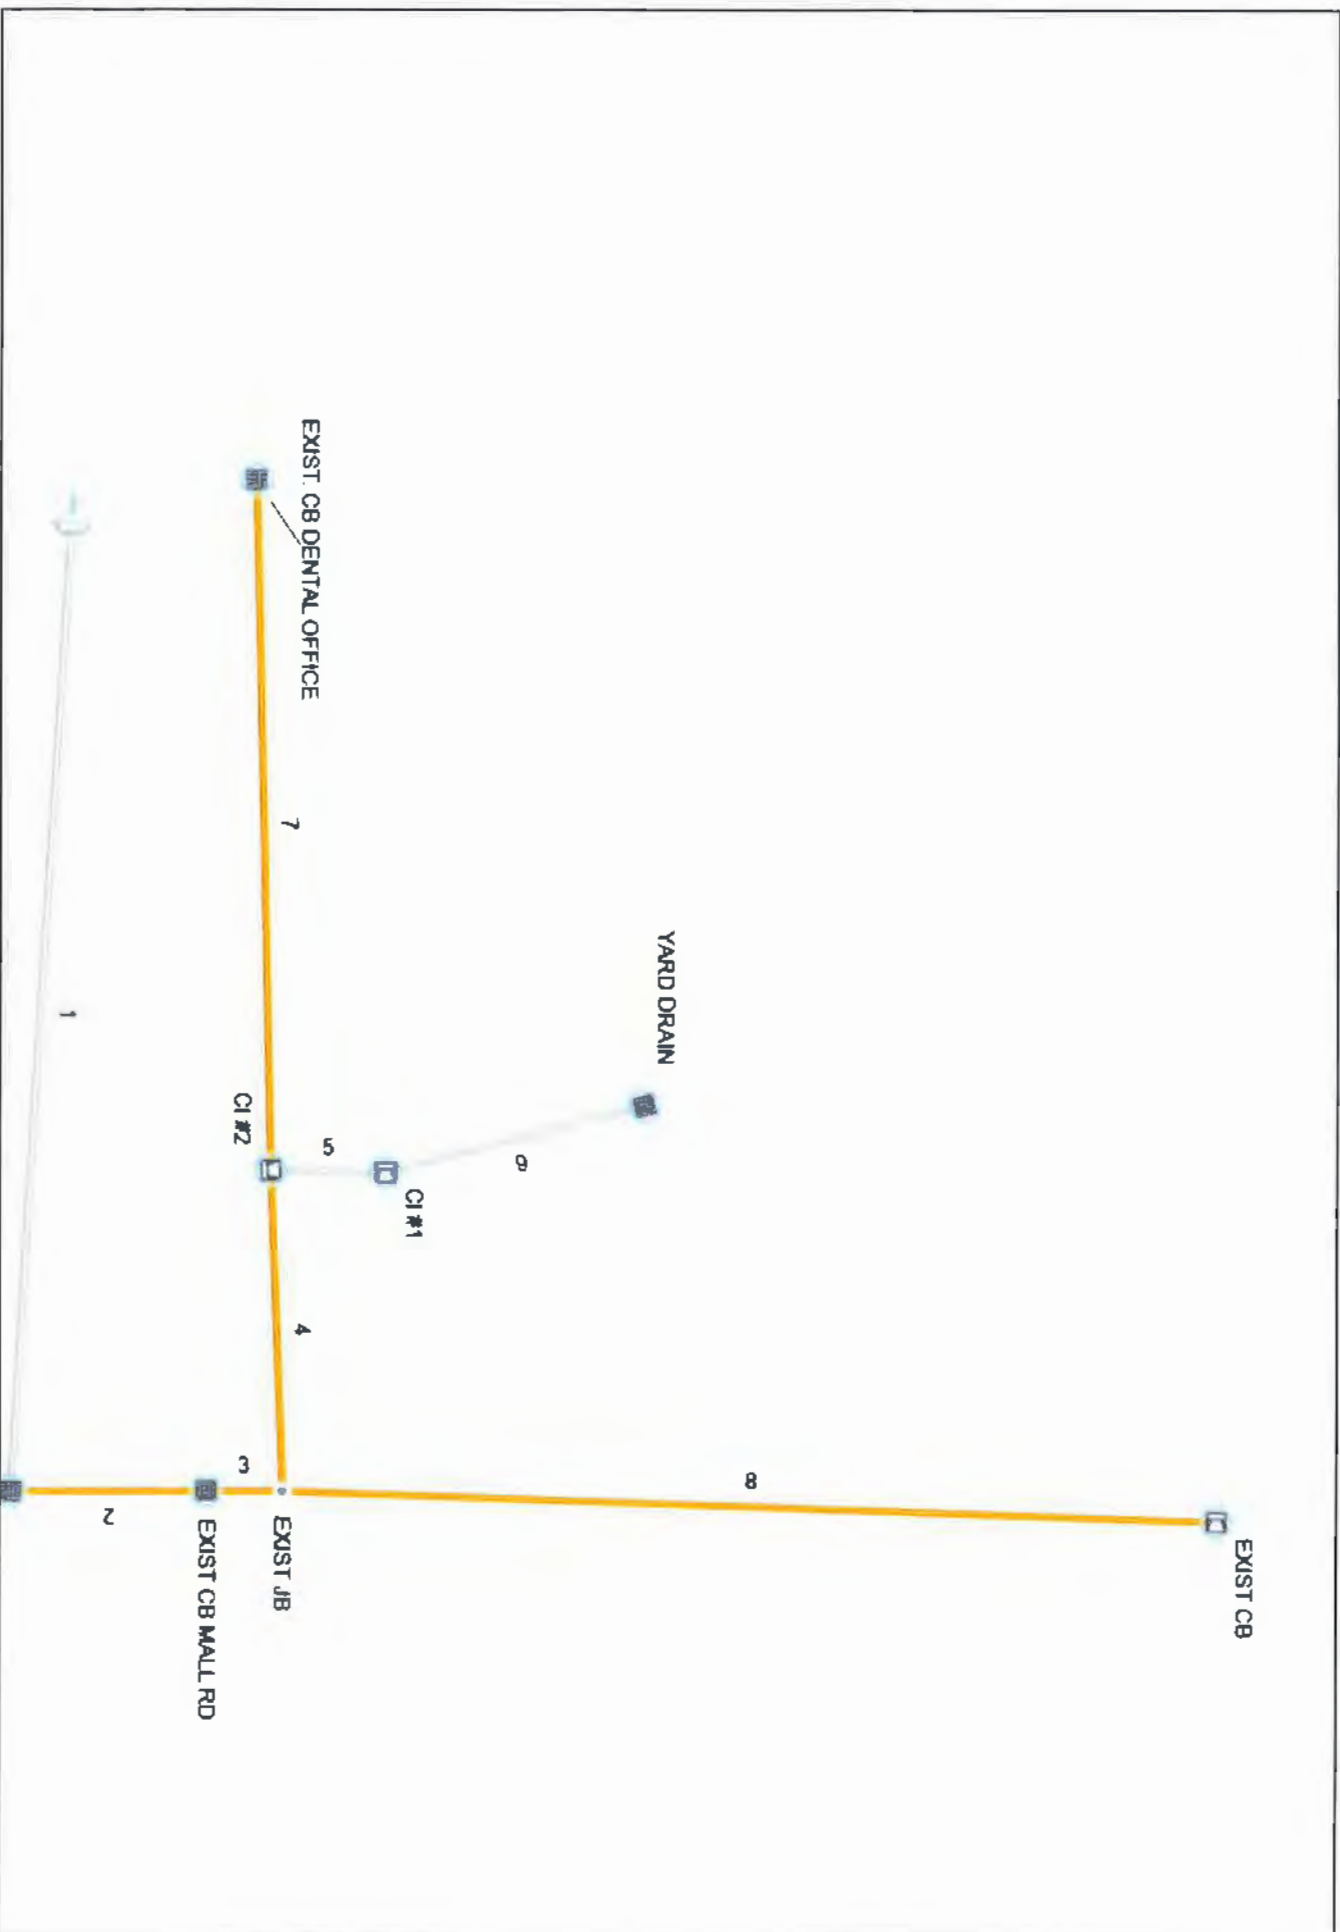 EXIST CB
8
YARD DRAIN
6
CI #1
5
EXIST. CB DENTAL OFFICE
7
4
EXIST JB
CI #2
3
EXIST CB MALL RD
2
1